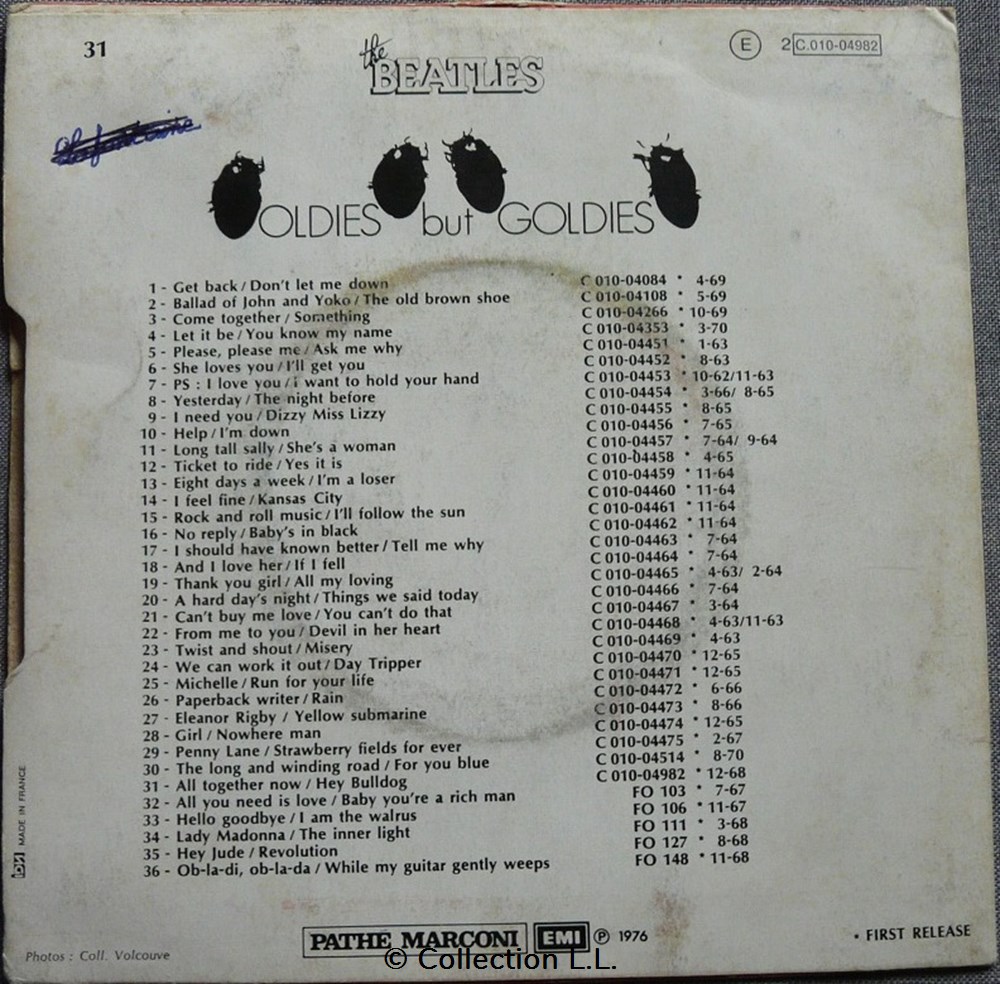 31
the
BEATLES
E 2 C.010-04982
OLDIES but GOLDIES
1 - Get back / Don't let me down C 010-04084 * 4-69
2 - Ballad of John and Yoko / The old brown shoe C 010-04108 * 5-69
3 - Come together / Something C 010-04266 * 10-69
4 - Let it be / You know my name C 010-04353 * 3-70
5 - Please, please me / Ask me why C 010-04451 * 1-63
6 - She loves you / I'll get you C 010-04452 * 8-63
7 - PS : I love you / i want to hold your hand C 010-04453 * 10-62/11-63
8 - Yesterday / The night before C 010-04454 * 3-66/ 8-65
9 - I need you / Dizzy Miss Lizzy C 010-04455 * 8-65
10 - Help / I'm down C 010-04456 * 7-65
11 - Long tall sally / She's a woman C 010-04457 * 7-64/ 9-64
12 - Ticket to ride / Yes it is C 010-04458 * 4-65
13 - Eight days a week / I'm a loser C 010-04459 * 11-64
14 - I feel fine / Kansas City C 010-04460 * 11-64
15 - Rock and roll music / I'll follow the sun C 010-04461 * 11-64
16 - No reply / Baby's in black C 010-04462 * 11-64
17 - I should have known better / Tell me why C 010-04463 * 7-64
18 - And I love her / If I fell C 010-04464 * 7-64
19 - Thank you girl / All my loving C 010-04465 * 4-63/ 2-64
20 - A hard day's night / Things we said today C 010-04466 * 7-64
21 - Can't buy me love / You can't do that C 010-04467 * 3-64
22 - From me to you / Devil in her heart C 010-04468 * 4-63/11-63
23 - Twist and shout / Misery C 010-04469 * 4-63
24 - We can work it out / Day Tripper C 010-04470 * 12-65
25 - Michelle / Run for your life C 010-04471 * 12-65
26 - Paperback writer / Rain C 010-04472 * 6-66
27 - Eleanor Rigby / Yellow submarine C 010-04473 * 8-66
28 - Girl / Nowhere man C 010-04474 * 12-65
29 - Penny Lane / Strawberry fields for ever C 010-04475 * 2-67
30 - The long and winding road / For you blue C 010-04514 * 8-70
31 - All together now / Hey Bulldog C 010-04982 * 12-68
32 - All you need is love / Baby you're a rich man FO 103 * 7-67
33 - Hello goodbye / I am the walrus FO 106 * 11-67
34 - Lady Madonna / The inner light FO 111 * 3-68
35 - Hey Jude / Revolution FO 127 * 8-68
36 - Ob-la-di, ob-la-da / While my guitar gently weeps FO 148 * 11-68
MADE IN FRANCE
PATHE MARCONI EMI ℗ 1976
* FIRST RELEASE
Photos : Coll. Volcouve
© Collection L.L.